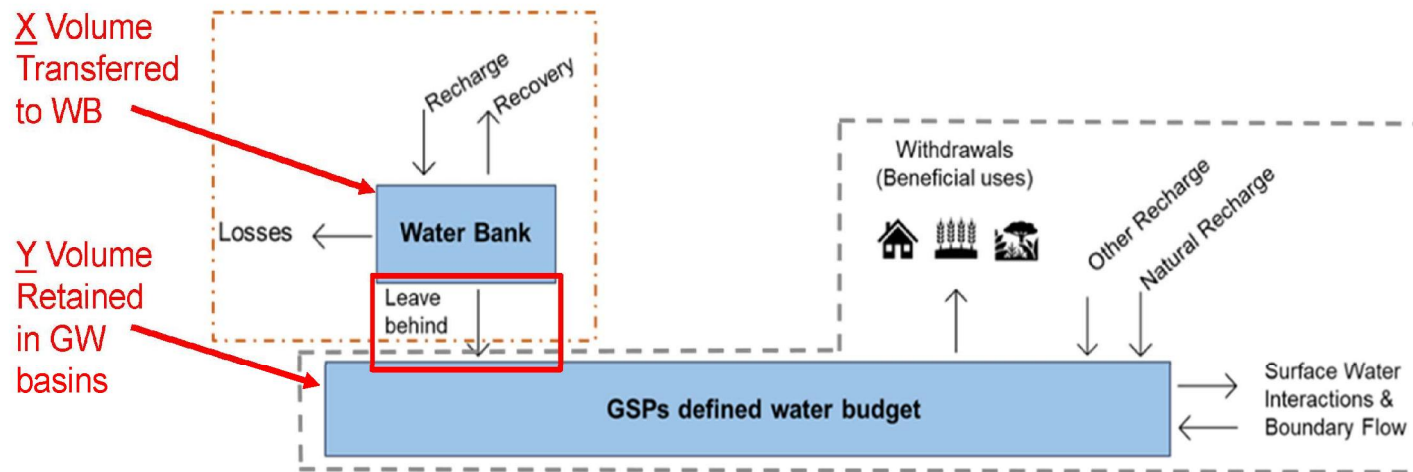 X Volume
Transferred
to WB
Recharge
Recovery
Losses
Water Bank
Y Volume
Retained
in GW
basins
Leave
behind
Withdrawals
(Beneficial uses)
Other Recharge
Natural Recharge
GSPs defined water budget
Surface Water
Interactions &
Boundary Flow